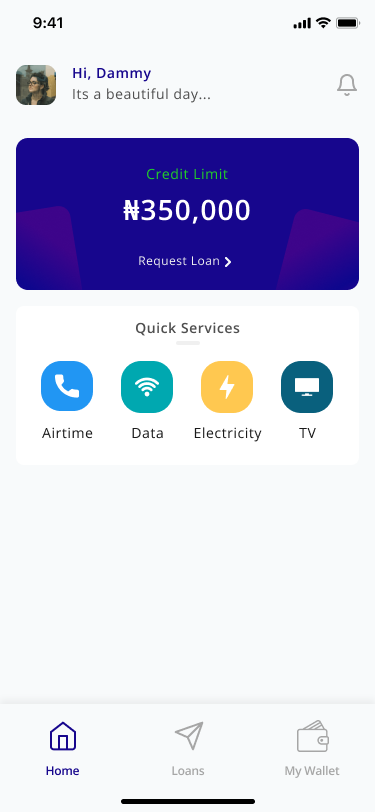 9:41
Hi, Dammy
Its a beautiful day...
Credit Limit
₦350,000
Request Loan
Quick Services
Airtime Data Electricity TV
Home Loans My Wallet